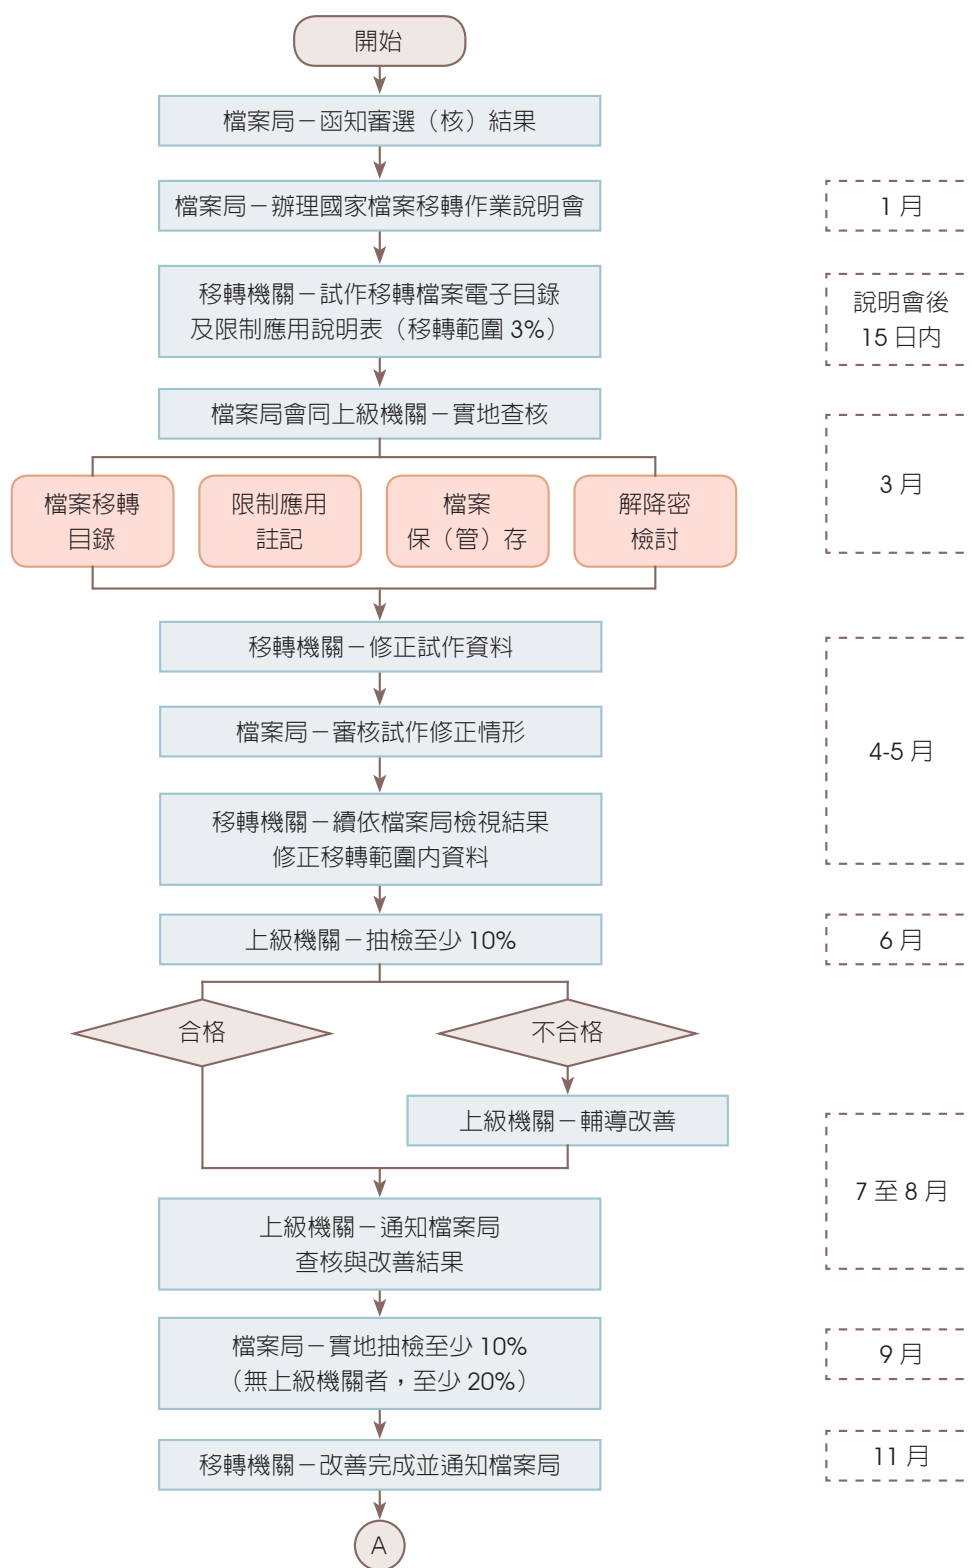 開始
檔案局－函知審選（核）結果
檔案局－辦理國家檔案移轉作業說明會
1 月
移轉機關－試作移轉檔案電子目錄
及限制應用說明表（移轉範圍 3%）
說明會後
15 日內
檔案局會同上級機關－實地查核
檔案移轉
目錄
限制應用
註記
檔案
保（管）存
解降密
檢討
3 月
移轉機關－修正試作資料
檔案局－審核試作修正情形
移轉機關－續依檔案局檢視結果
修正移轉範圍內資料
4-5 月
上級機關－抽檢至少 10%
6 月
合格
不合格
上級機關－輔導改善
上級機關－通知檔案局
查核與改善結果
7 至 8 月
檔案局－實地抽檢至少 10%
（無上級機關者，至少 20%）
9 月
移轉機關－改善完成並通知檔案局
11 月
A